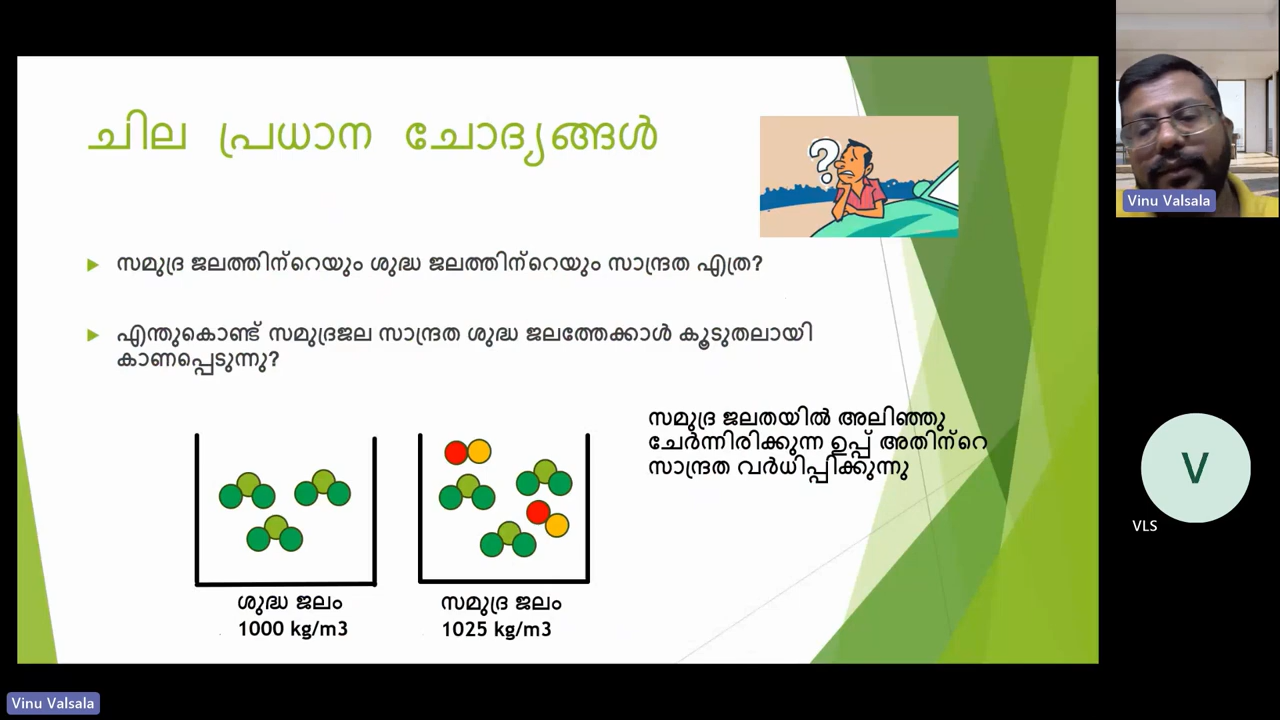 ചില പ്രധാന ചോദ്യങ്ങൾ
?
സമുദ്ര ജലത്തിന്റെയും ശുദ്ധ ജലത്തിന്റെയും സാന്ദ്രത എത്ര?
എന്തുകൊണ്ട് സമുദ്രജല സാന്ദ്രത ശുദ്ധ ജലത്തേക്കാൾ കൂടുതലായി
കാണപ്പെടുന്നു?
സമുദ്ര ജലതയിൽ അലിഞ്ഞു
ചേർന്നിരിക്കുന്ന ഉപ്പ് അതിന്റെ
സാന്ദ്രത വർധിപ്പിക്കുന്നു
ശുദ്ധ ജലം
1000 kg/m3
സമുദ്ര ജലം
1025 kg/m3
Vinu Valsala
V
VLS
Vinu Valsala